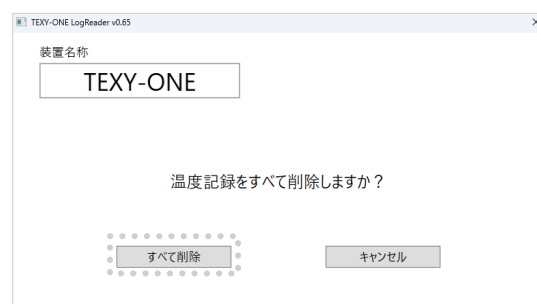 TEXY-ONE LogReader v0.65
装置名称
TEXY-ONE
温度記録をすべて削除しますか？
すべて削除
キャンセル